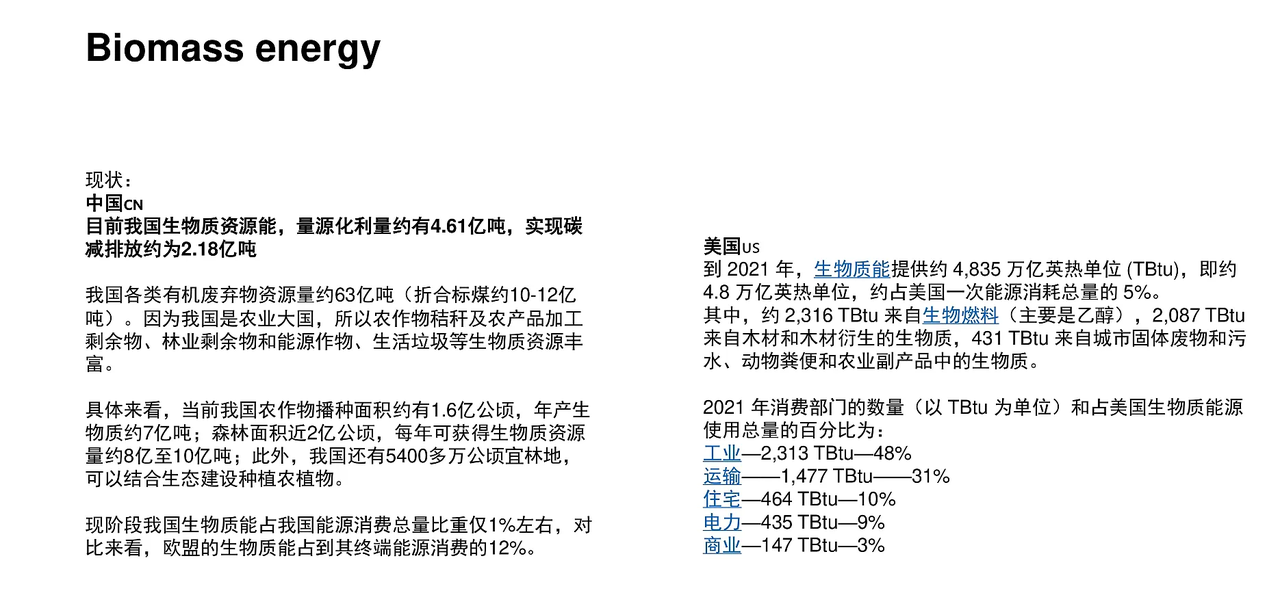 Biomass energy
现状：
中国CN
目前我国生物质资源能，量源化利量约有4.61亿吨，实现碳
减排放约为2.18亿吨
我国各类有机废弃物资源量约63亿吨（折合标煤约10-12亿
吨）。因为我国是农业大国，所以农作物秸秆及农产品加工
剩余物、林业剩余物和能源作物、生活垃圾等生物质资源丰
富。
具体来看，当前我国农作物播种面积约有1.6亿公顷，年产生
物质约7亿吨；森林面积近2亿公顷，每年可获得生物质资源
量约8亿至10亿吨；此外，我国还有5400多万公顷宜林地，
可以结合生态建设种植农植物。
现阶段我国生物质能占我国能源消费总量比重仅1%左右，对
比来看，欧盟的生物质能占到其终端能源消费的12%。
美国US
到 2021 年，生物质能提供约 4,835 万亿英热单位 (TBtu)，即约
4.8 万亿英热单位，约占美国一次能源消耗总量的 5%。
其中，约 2,316 TBtu 来自生物燃料（主要是乙醇），2,087 TBtu
来自木材和木材衍生的生物质，431 TBtu 来自城市固体废物和污
水、动物粪便和农业副产品中的生物质。
2021 年消费部门的数量（以 TBtu 为单位）和占美国生物质能源
使用总量的百分比为：
工业—2,313 TBtu—48%
运输——1,477 TBtu——31%
住宅—464 TBtu—10%
电力—435 TBtu—9%
商业—147 TBtu—3%